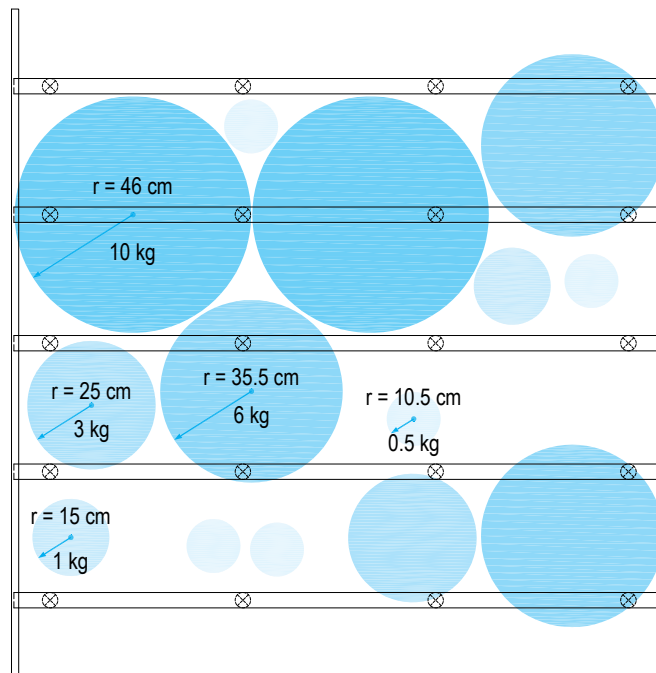 r = 46 cm
10 kg
r = 25 cm
3 kg
r = 35.5 cm
6 kg
r = 10.5 cm
0.5 kg
r = 15 cm
1 kg